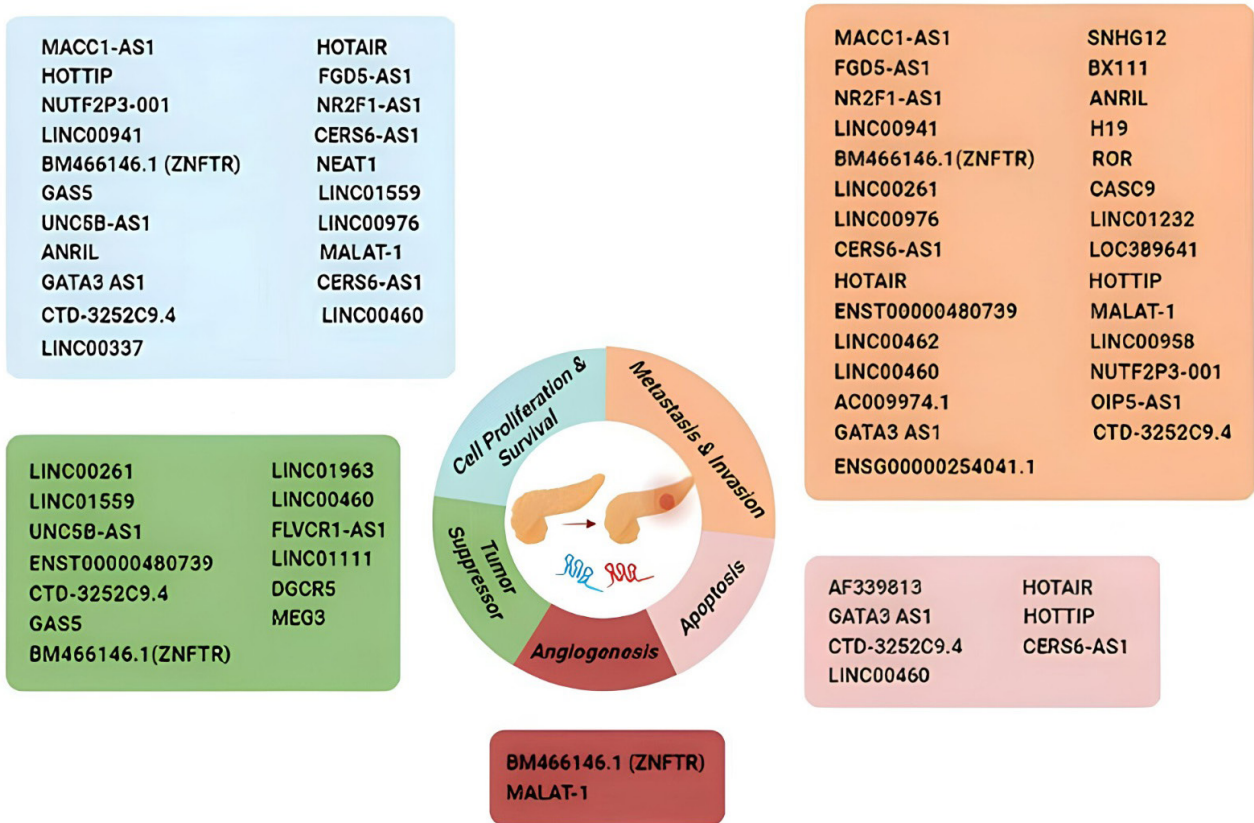 MACC1-AS1
HOTTIP
NUTF2P3-001
LINC00941
BM466146.1 (ZNFTR)
GAS5
UNC5B-AS1
ANRIL
GATA3 AS1
CTD-3252C9.4
LINC00337
HOTAIR
FGD5-AS1
NR2F1-AS1
CERS6-AS1
NEAT1
LINC01559
LINC00976
MALAT-1
CERS6-AS1
LINC00460
MACC1-AS1
FGD5-AS1
NR2F1-AS1
LINC00941
BM466146.1(ZNFTR)
LINC00261
LINC00976
CERS6-AS1
HOTAIR
ENST00000480739
LINC00462
LINC00460
AC009974.1
GATA3 AS1
ENSG00000254041.1
SNHG12
BX111
ANRIL
H19
ROR
CASC9
LINC01232
LOC389641
HOTTIP
MALAT-1
LINC00958
NUTF2P3-001
OIP5-AS1
CTD-3252C9.4
Cell Proliferation &
Survival
Metastasis & Invasion
Tumor
Suppressor
Apoptosis
Angiogenesis
LINC00261
LINC01559
UNC5B-AS1
ENST00000480739
CTD-3252C9.4
GAS5
BM466146.1(ZNFTR)
LINC01963
LINC00460
FLVCR1-AS1
LINC01111
DGCR5
MEG3
AF339813
GATA3 AS1
CTD-3252C9.4
LINC00460
HOTAIR
HOTTIP
CERS6-AS1
BM466146.1 (ZNFTR)
MALAT-1